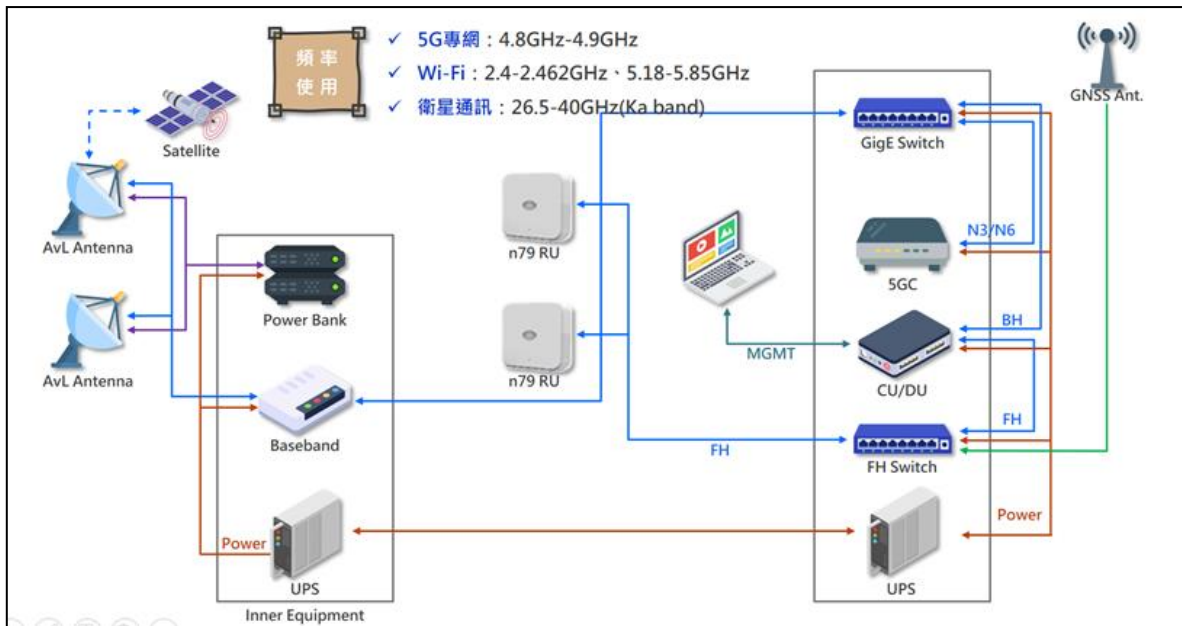 頻率
使用
✓ 5G專網：4.8GHz-4.9GHz
✓ Wi-Fi：2.4-2.462GHz、5.18-5.85GHz
✓ 衛星通訊：26.5-40GHz(Ka band)
GNSS Ant.
Satellite
GigE Switch
AvL Antenna
n79 RU
N3/N6
5GC
Power Bank
BH
AvL Antenna
n79 RU
MGMT
CU/DU
Baseband
FH
FH
FH Switch
Power
Power
UPS
UPS
Inner Equipment